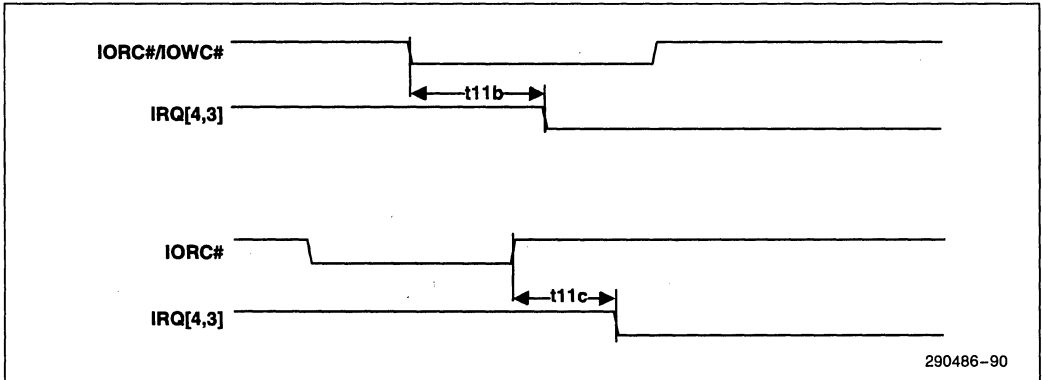 IORC#/IOWC#
t11b
IRQ[4,3]
IORC#
t11c
IRQ[4,3]
290486-90